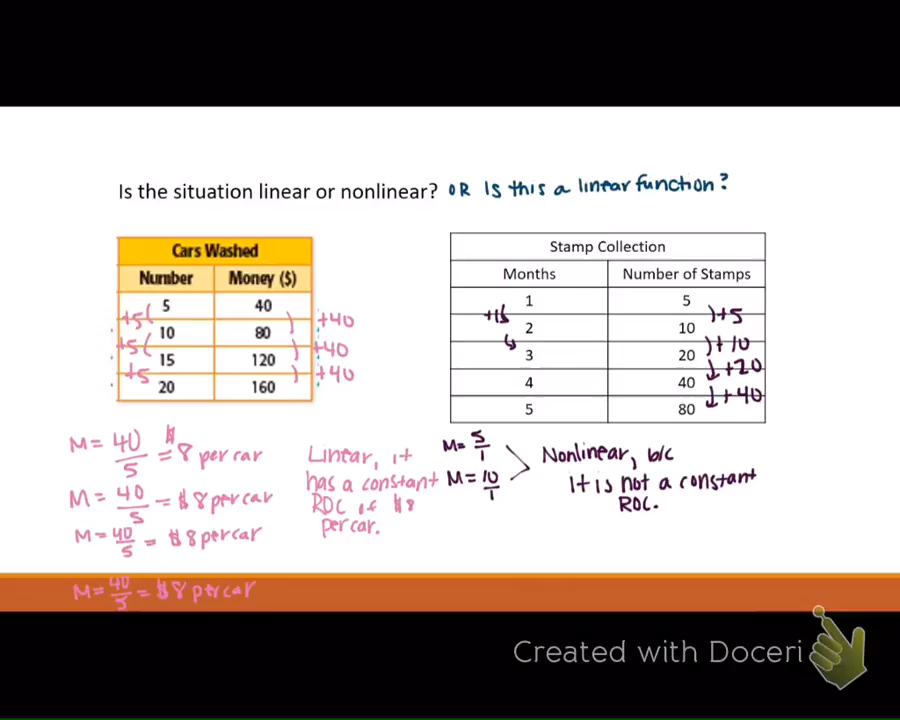 Is the situation linear or nonlinear? OR Is this a linear function?
Cars Washed
Number Money ($)
5 40
10 80
15 120
20 160
+5 +40
+5 +40
+5 +40
Stamp Collection
Months Number of Stamps
1 5
2 10
3 20
4 40
5 80
+1 +5
+10
+20
+40
M = 40/5 = $8 per car
M = 40/5 = $8 per car
M = 40/5 = $8 per car
M = 40/5 = $8 per car
Linear, it
has a constant
ROC of $8
per car.
M = 5/1
M = 10/1
Nonlinear, b/c
it is not a constant
ROC.
Created with Doceri